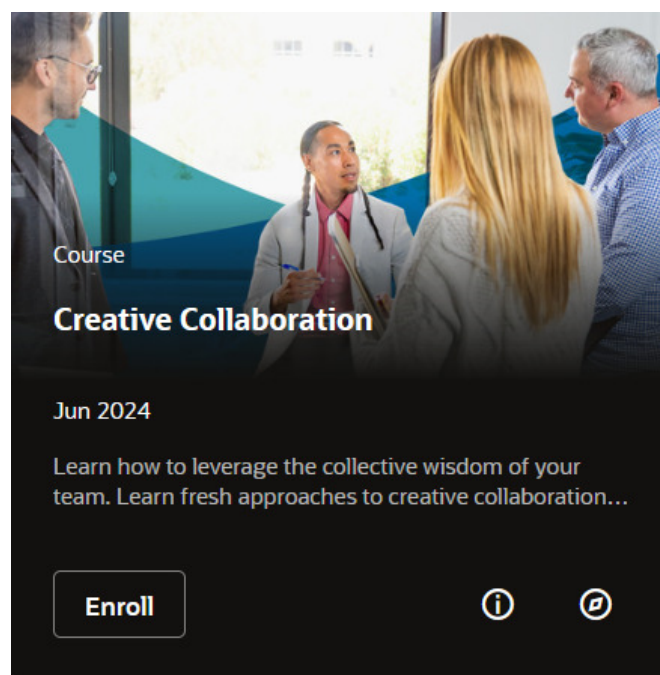 Course
Creative Collaboration
Jun 2024
Learn how to leverage the collective wisdom of your
team. Learn fresh approaches to creative collaboration...
Enroll